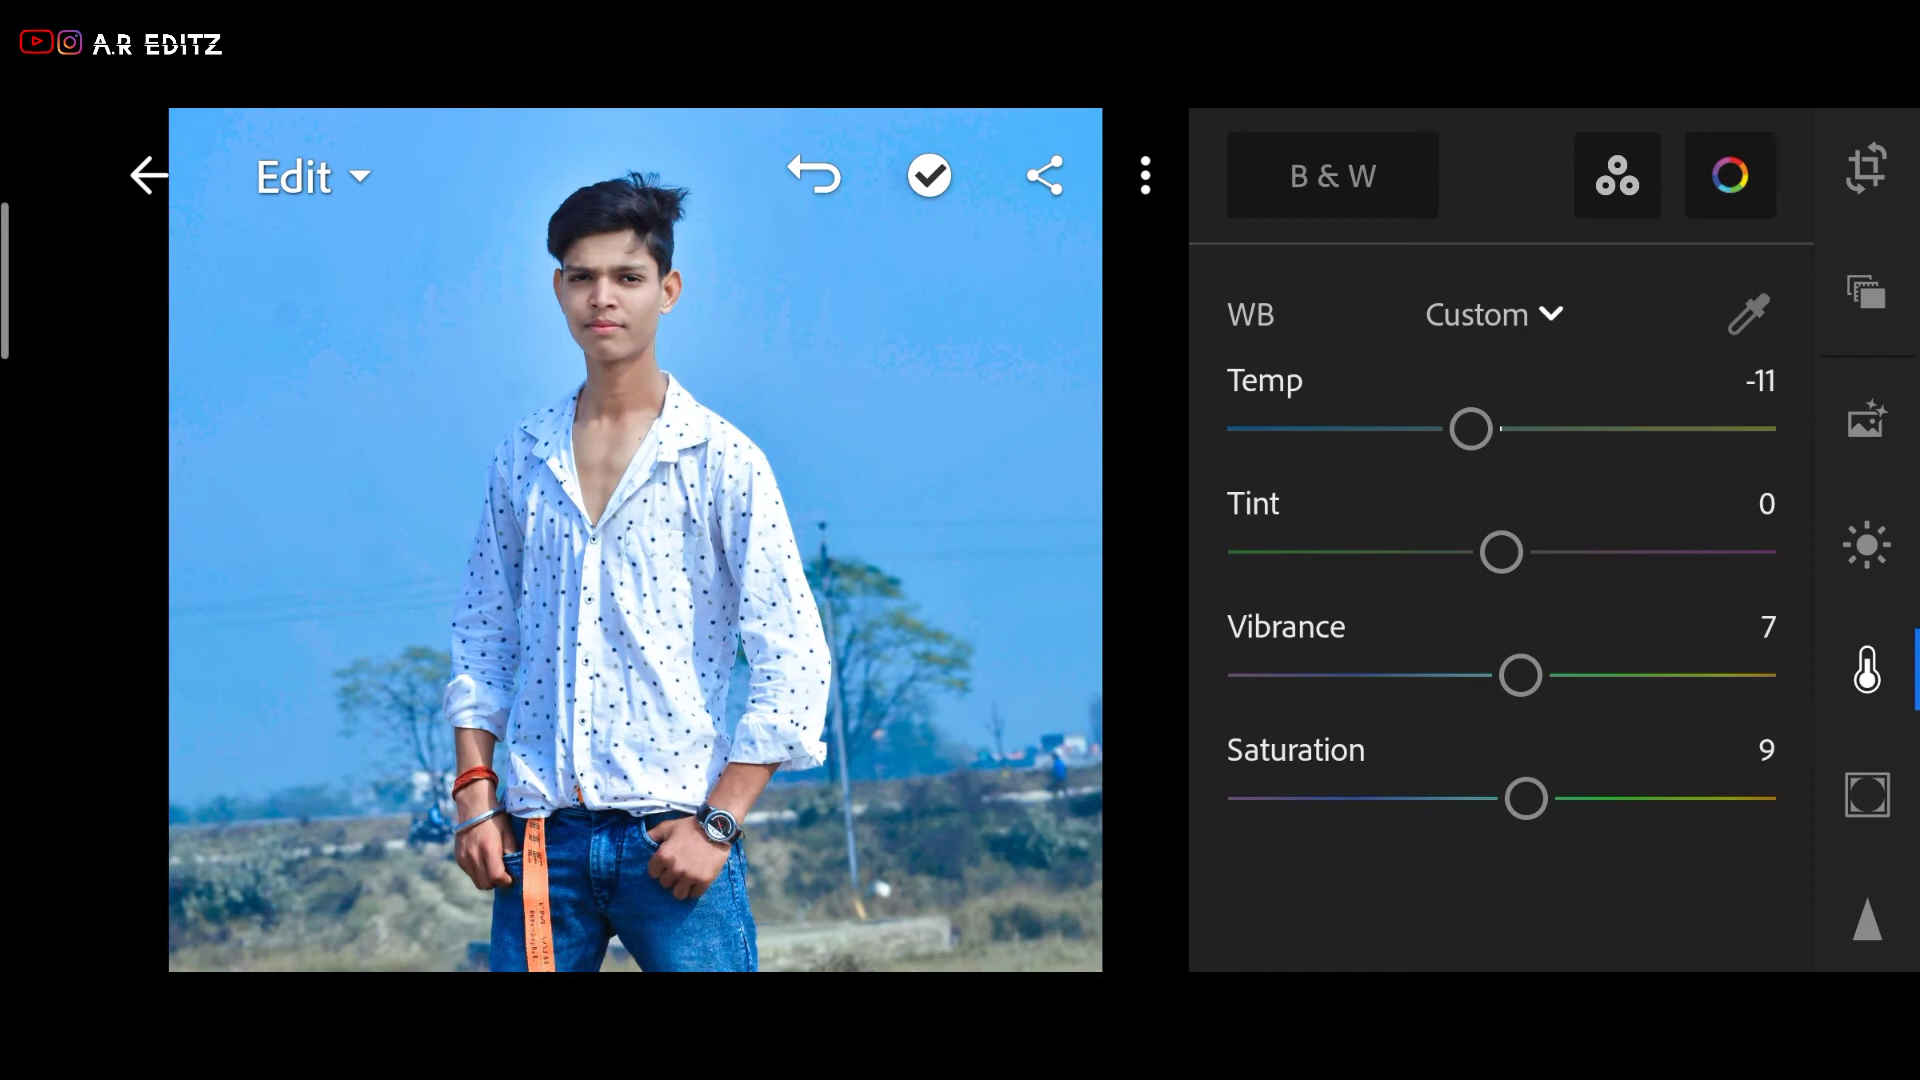 A.R EDITZ
Edit
B & W
WB Custom
Temp -11
Tint 0
Vibrance 7
Saturation 9